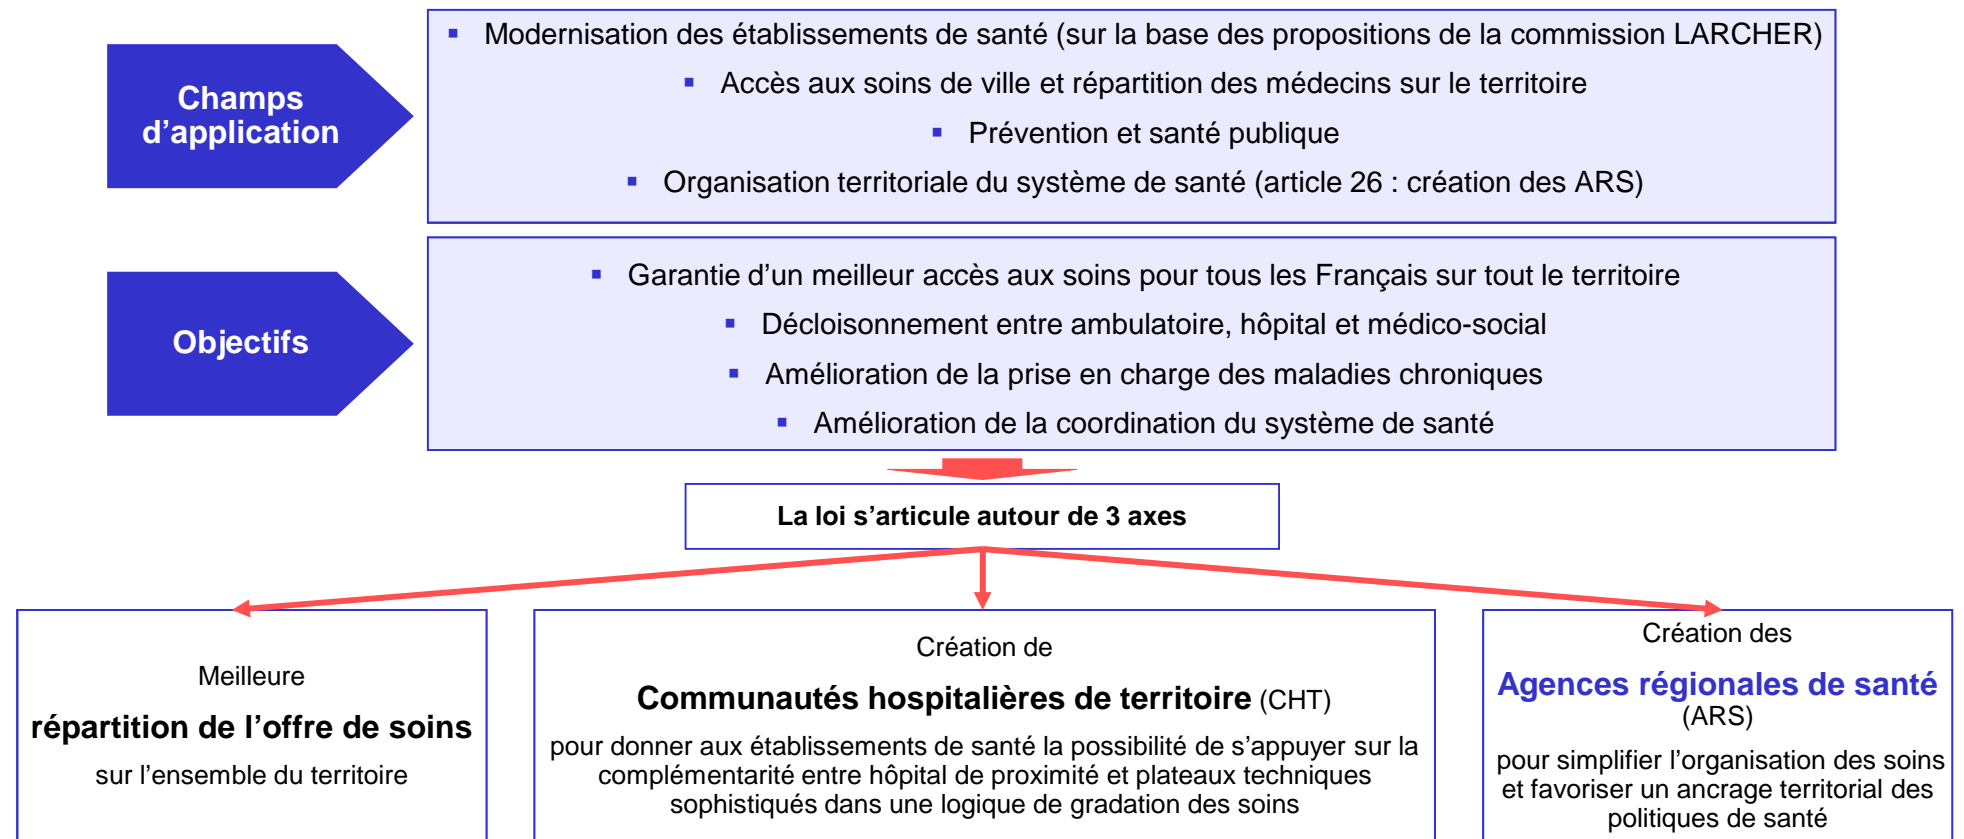 Champs
d’application
▪ Modernisation des établissements de santé (sur la base des propositions de la commission LARCHER)
▪ Accès aux soins de ville et répartition des médecins sur le territoire
▪ Prévention et santé publique
▪ Organisation territoriale du système de santé (article 26 : création des ARS)
Objectifs
▪ Garantie d’un meilleur accès aux soins pour tous les Français sur tout le territoire
▪ Décloisonnement entre ambulatoire, hôpital et médico-social
▪ Amélioration de la prise en charge des maladies chroniques
▪ Amélioration de la coordination du système de santé
La loi s’articule autour de 3 axes
Meilleure
répartition de l’offre de soins
sur l’ensemble du territoire
Création de
Communautés hospitalières de territoire (CHT)
pour donner aux établissements de santé la possibilité de s’appuyer sur la
complémentarité entre hôpital de proximité et plateaux techniques
sophistiqués dans une logique de gradation des soins
Création des
Agences régionales de santé
(ARS)
pour simplifier l’organisation des soins
et favoriser un ancrage territorial des
politiques de santé